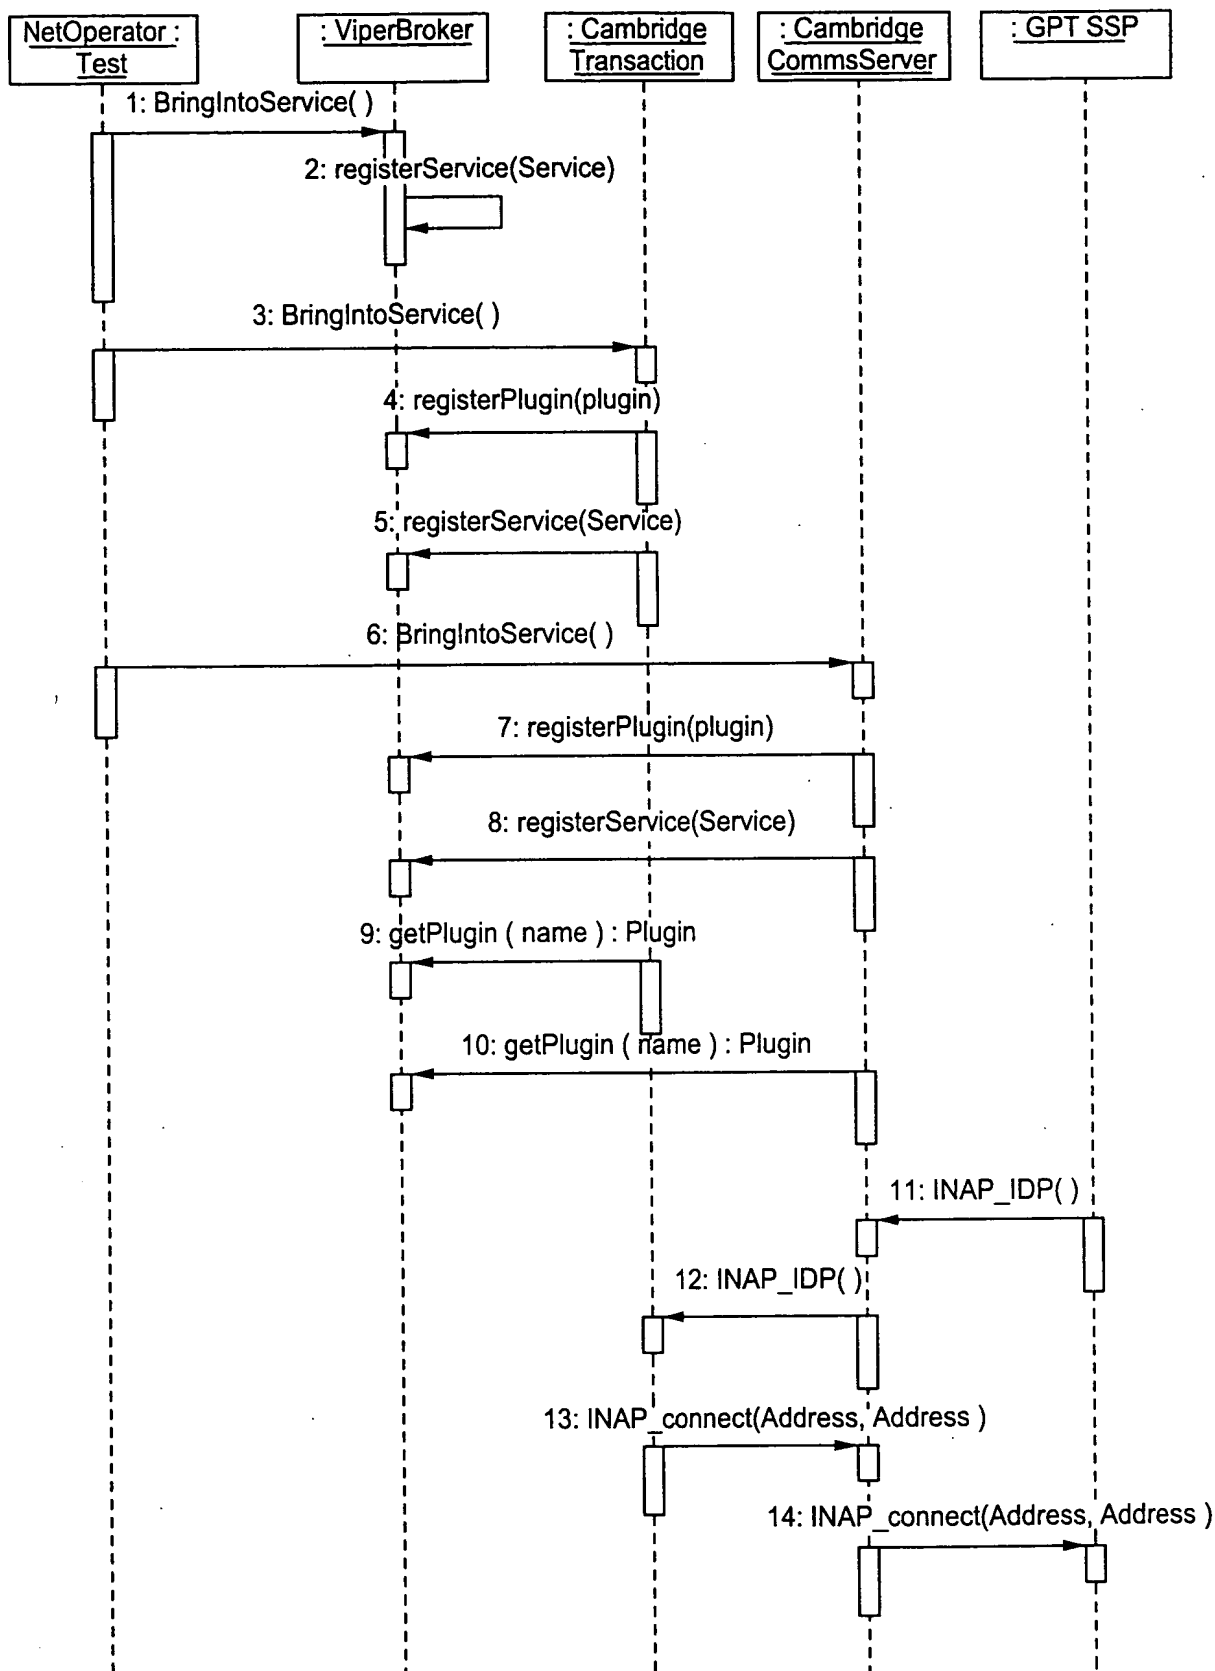 NetOperator :
Test
: ViperBroker
: Cambridge
Transaction
: Cambridge
CommsServer
: GPT SSP
1: BringIntoService( )
2: registerService(Service)
3: BringIntoService( )
4: registerPlugin(plugin)
5: registerService(Service)
6: BringIntoService( )
7: registerPlugin(plugin)
8: registerService(Service)
9: getPlugin ( name ) : Plugin
10: getPlugin ( name ) : Plugin
11: INAP_IDP( )
12: INAP_IDP( )
13: INAP_connect(Address, Address )
14: INAP_connect(Address, Address )